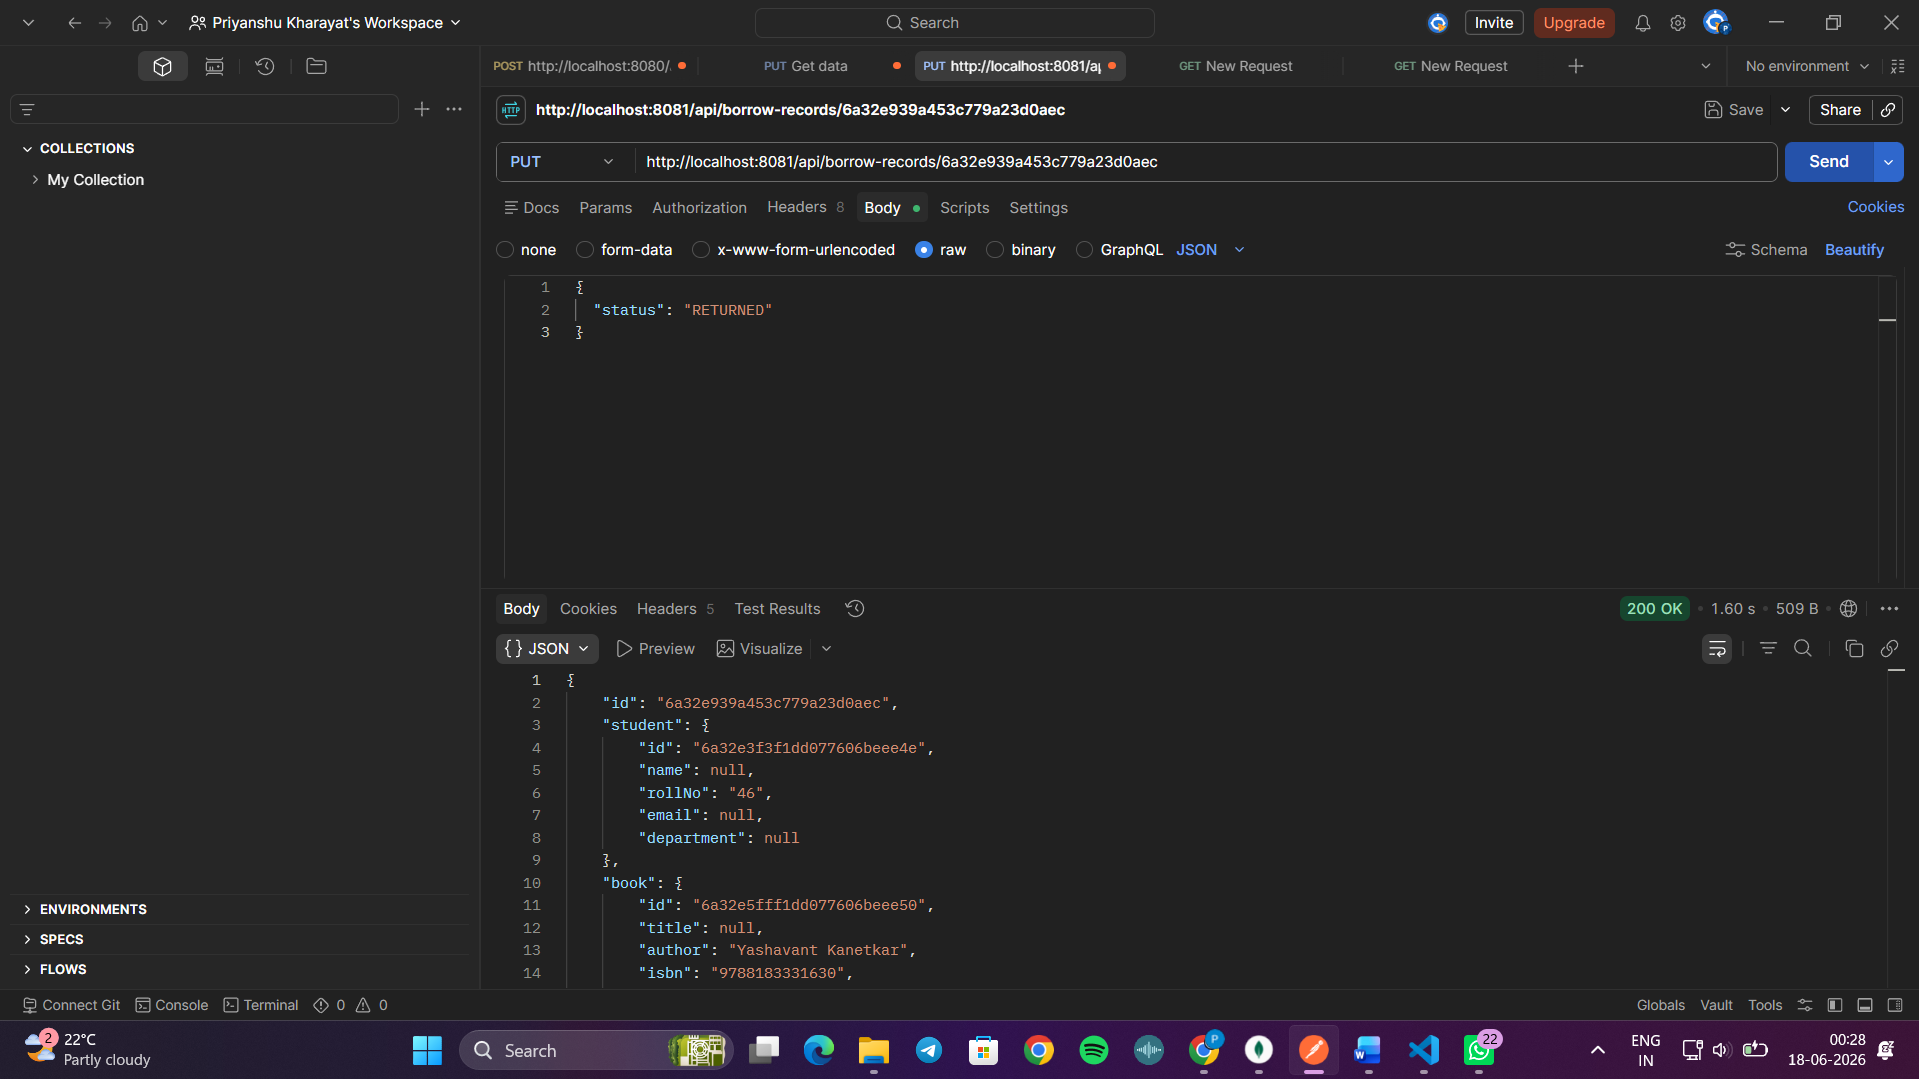 Priyanshu Kharayat's Workspace
Search
Invite
Upgrade
POST http://localhost:8080/.
PUT Get data
PUT http://localhost:8081/a
GET New Request
GET New Request
No environment
HTTP http://localhost:8081/api/borrow-records/6a32e939a453c779a23d0aec
Save
Share
COLLECTIONS
My Collection
PUT
http://localhost:8081/api/borrow-records/6a32e939a453c779a23d0aec
Send
Docs
Params
Authorization
Headers 8
Body
Scripts
Settings
Cookies
none
form-data
x-www-form-urlencoded
raw
binary
GraphQL
JSON
Schema
Beautify
1 {
2 "status": "RETURNED"
3 }
Body
Cookies
Headers 5
Test Results
200 OK
1.60 s
509 B
{} JSON
Preview
Visualize
1 {
2 "id": "6a32e939a453c779a23d0aec",
3 "student": {
4 "id": "6a32e3f3f1dd077606beee4e",
5 "name": null,
6 "rollNo": "46",
7 "email": null,
8 "department": null
9 },
10 "book": {
11 "id": "6a32e5fff1dd077606beee50",
12 "title": null,
13 "author": "Yashavant Kanetkar",
14 "isbn": "9788183331630",
ENVIRONMENTS
SPECS
FLOWS
Connect Git
Console
Terminal
0
0
Globals
Vault
Tools
2
22°C
Partly cloudy
Search
P
22
ENG
IN
00:28
18-06-2026